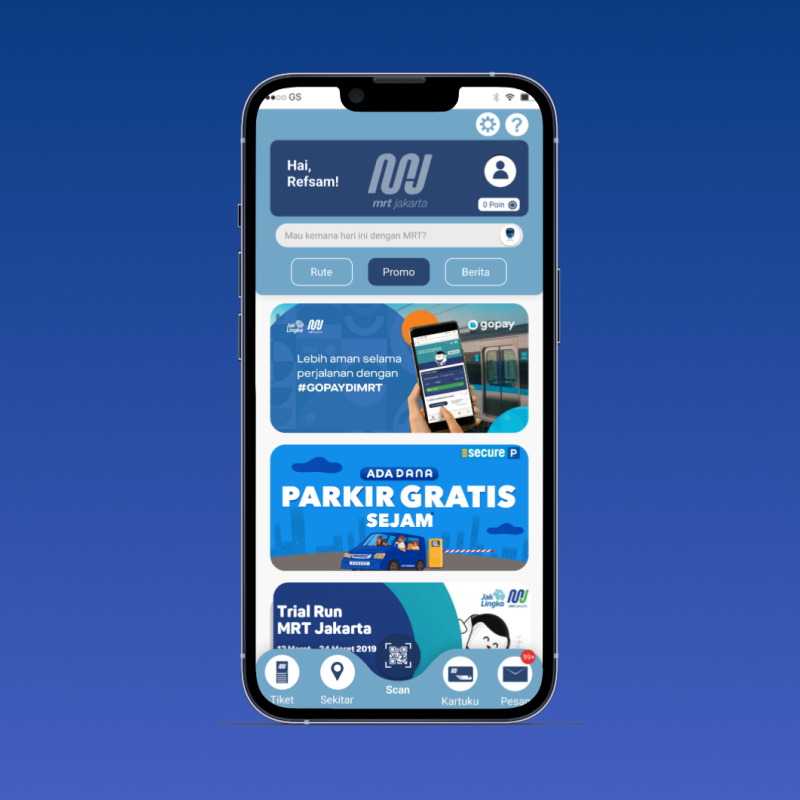 GS
Hai,
Refsam!
mrt jakarta
0 Poin
Mau kemana hari ini dengan MRT?
Rute
Promo
Berita
Jak
Lingko
gopay
Lebih aman selama
perjalanan dengan
#GOPAYDIMRT
secure P
ADA DANA
PARKIR GRATIS
SEJAM
Trial Run
MRT Jakarta
Jak
Lingko
mrt jakarta
12 Maret - 24 Maret 2019
99+
Tiket
Sekitar
Scan
Kartuku
Pesan